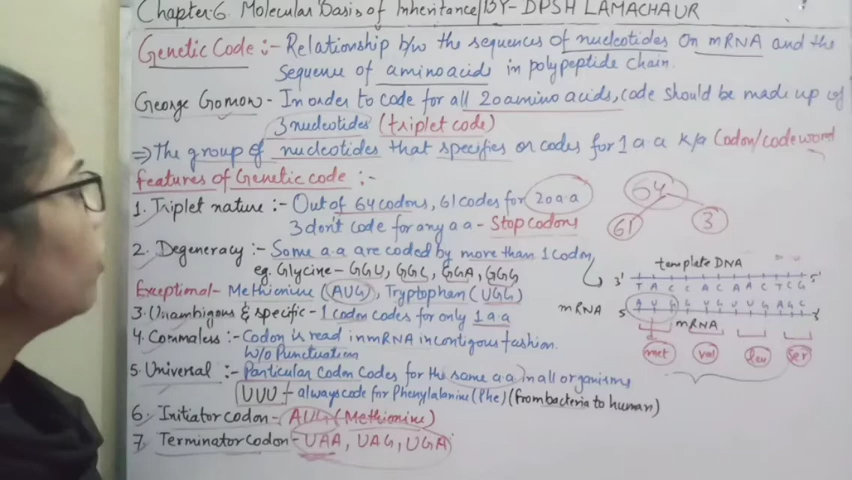 Chapter:6. Molecular Basis of Inheritance/BY- DPSH LAMACHAUR
Genetic Code :- Relationship b/w the sequences of nucleotides on mRNA and the
sequence of aminoacids in polypeptide chain.
George Gomow - In order to code for all 20 amino acids, code should be made up of
3 nucleotides (triplet code)
⇒ The group of nucleotides that specifies or codes for 1 a.a k/a Codon/code word
Features of Genetic code :-
1. Triplet nature :- Out of 64 codons, 61 codes for 20 a.a
3 don't code for any a a - Stop codons
64
61
3
2. Degeneracy :- Some a.a are coded by more than 1 codon
eg. Glycine - GGU, GGC, GGA, GGG
Exceptional - Methionine (AUG), Tryptophan (UGG)
3. Unambigous & specific - 1 codon codes for only 1 a.a
4. Commaless :- Codon is read in mRNA in contigous fashion.
W/o Punctuation
5. Universal :- Particular codon codes for the same a.a in all organisms
UUU - always code for Phenylalanine (Phe) (from bacteria to human)
6. Initiator codon - AUG (Methionine)
7. Terminator codon - UAA, UAG, UGA
template DNA
3' T A C C A C A A C T C G 5'
mRNA 5' A U G G U G U U G A G C 3'
mRNA
met val leu ser